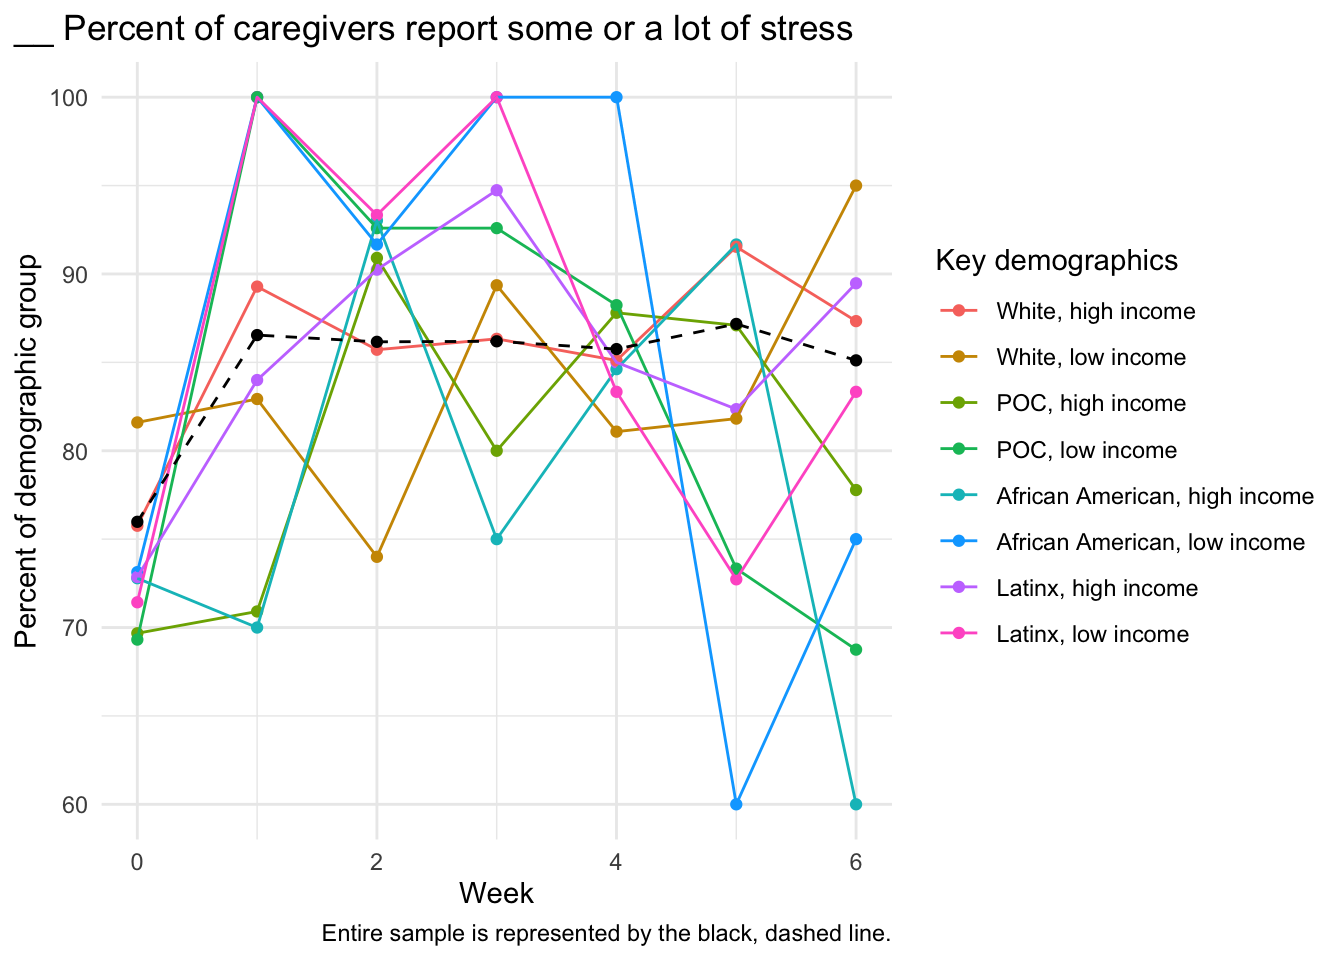 __ Percent of caregivers report some or a lot of stress
100
90
80
70
60
Percent of demographic group
0 2 4 6
Week
Entire sample is represented by the black, dashed line.
Key demographics
White, high income
White, low income
POC, high income
POC, low income
African American, high income
African American, low income
Latinx, high income
Latinx, low income